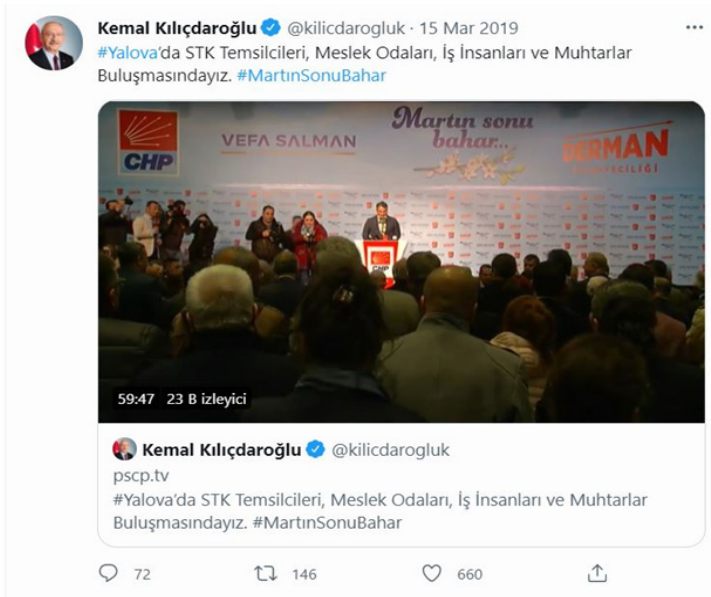 Kemal Kılıçdaroğlu @kilicdarogluk · 15 Mar 2019
#Yalova'da STK Temsilcileri, Meslek Odaları, İş İnsanları ve Muhtarlar
Buluşmasındayız. #MartınSonuBahar
CHP
VEFA SALMAN
Martın sonu
bahar...
DERMAN
CHP
59:47 23 B izleyici
Kemal Kılıçdaroğlu @kilicdarogluk
pscp.tv
#Yalova'da STK Temsilcileri, Meslek Odaları, İş İnsanları ve Muhtarlar
Buluşmasındayız. #MartınSonuBahar
72 146 660